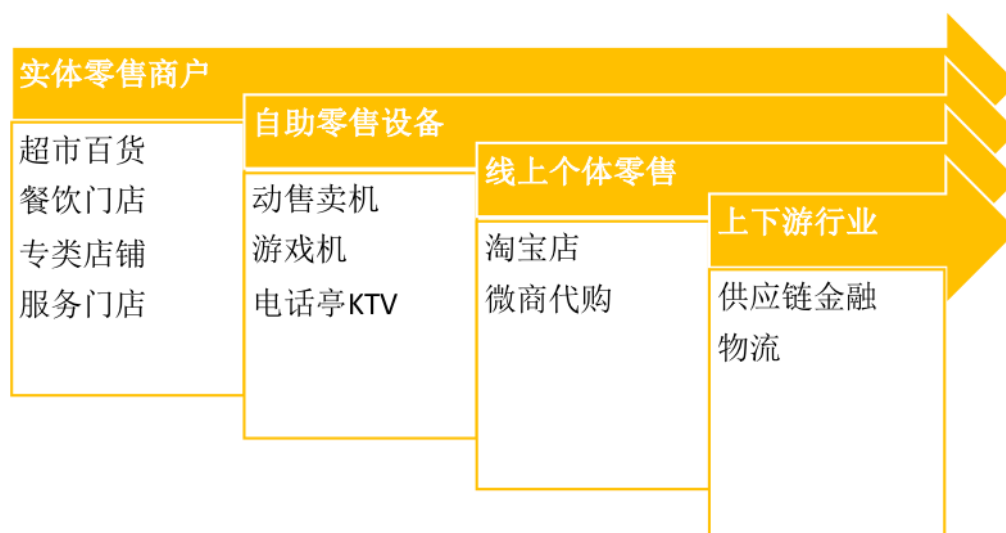 实体零售商户
超市百货
餐饮门店
专类店铺
服务门店
自助零售设备
动售卖机
游戏机
电话亭KTV
线上个体零售
淘宝店
微商代购
上下游行业
供应链金融
物流